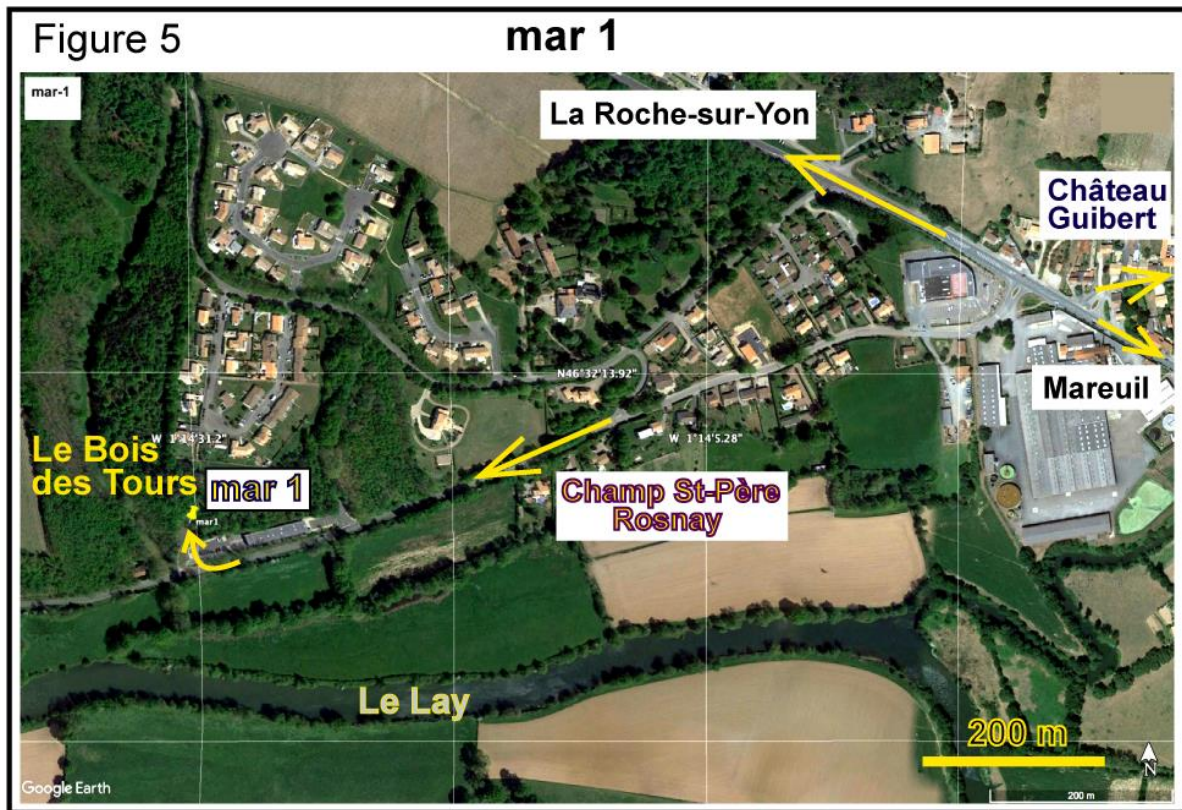 Figure 5
mar 1
mar-1
La Roche-sur-Yon
Château
Guibert
N46°32'13.92"
Mareuil
W 1°14'31.2"
W 1°14'5.28"
Le Bois
des Tours
mar 1
mar1
Champ St-Père
Rosnay
Le Lay
200 m
N
Google Earth
200 m